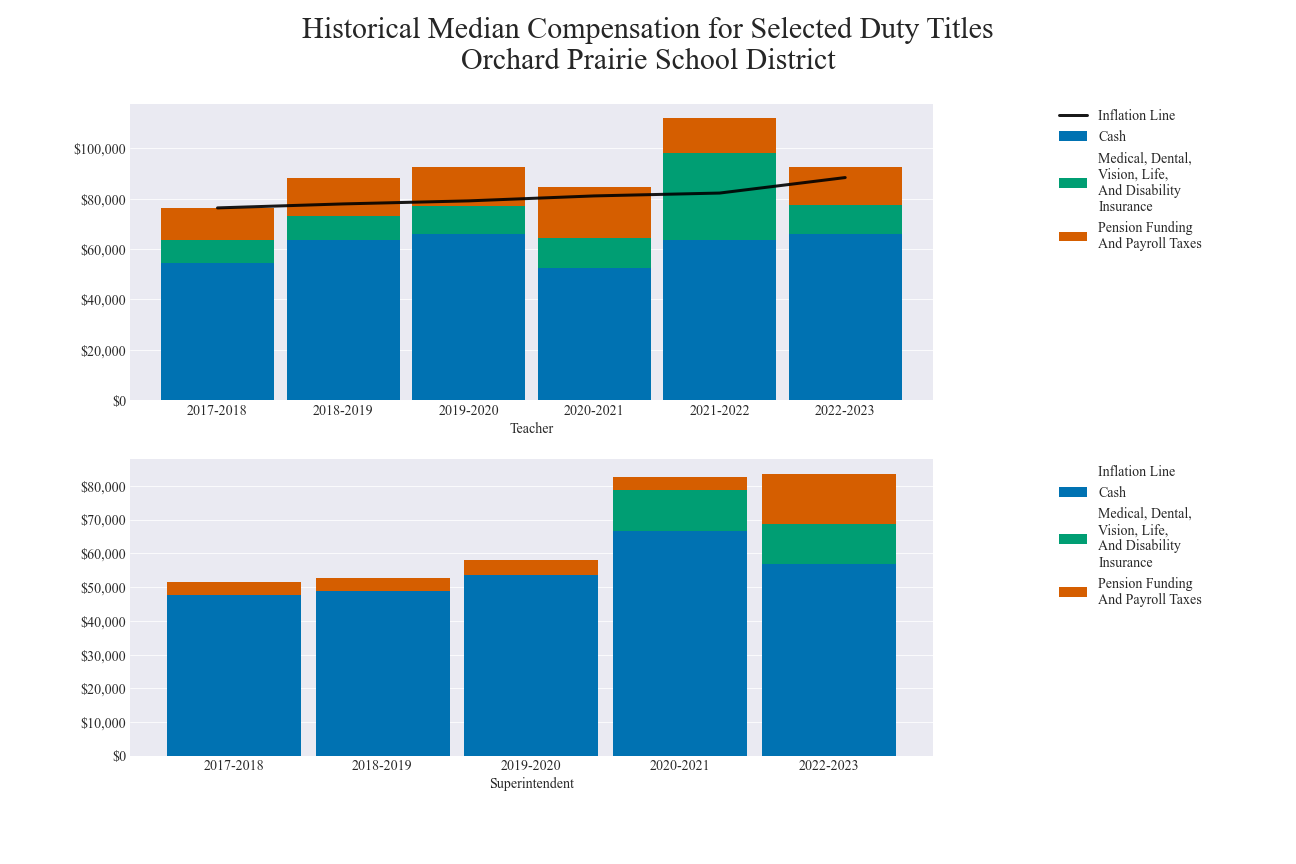 Historical Median Compensation for Selected Duty Titles
Orchard Prairie School District
$100,000
$80,000
$60,000
$40,000
$20,000
$0
2017-2018
2018-2019
2019-2020
2020-2021
2021-2022
2022-2023
Teacher
Inflation Line
Cash
Medical, Dental,
Vision, Life,
And Disability
Insurance
Pension Funding
And Payroll Taxes
$80,000
$70,000
$60,000
$50,000
$40,000
$30,000
$20,000
$10,000
$0
2017-2018
2018-2019
2019-2020
2020-2021
2022-2023
Superintendent
Inflation Line
Cash
Medical, Dental,
Vision, Life,
And Disability
Insurance
Pension Funding
And Payroll Taxes